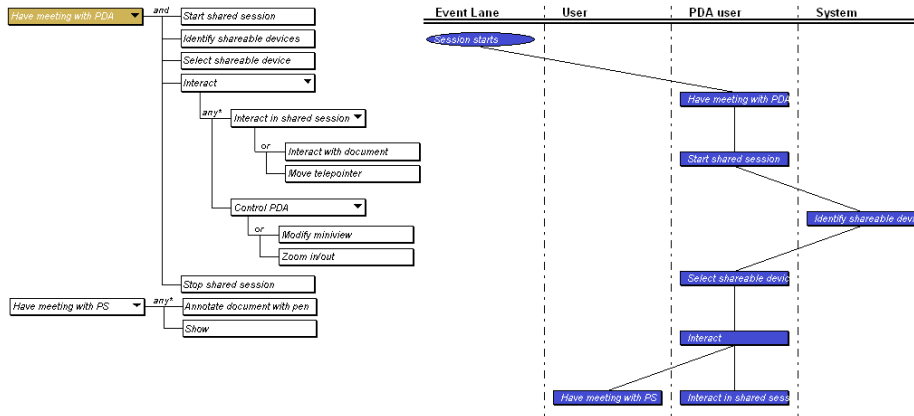 Have meeting with PDA
and
Start shared session
Identify shareable devices
Select shareable device
Interact
any*
Interact in shared session
or
Interact with document
Move telepointer
Control PDA
or
Modify miniview
Zoom in/out
Stop shared session
Have meeting with PS
any*
Annotate document with pen
Show
Event Lane User PDA user System
Session starts
Have meeting with PDA
Start shared session
Identify shareable devi
Select shareable devic
Interact
Have meeting with PS Interact in shared sess